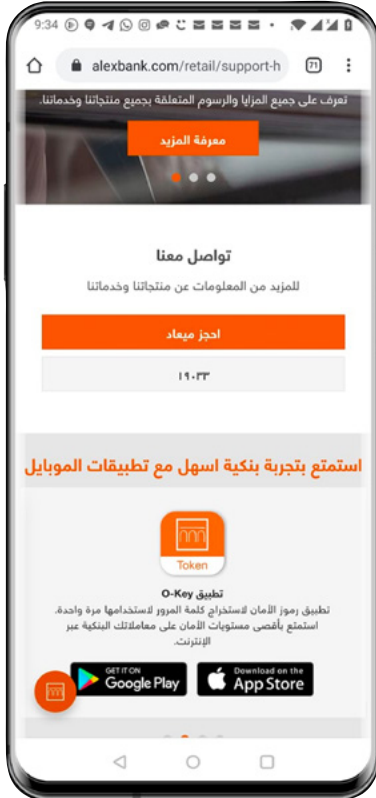 9:34
alexbank.com/retail/support-h
71
تعرف على جميع المزايا والرسوم المتعلقة بجميع منتجاتنا وخدماتنا.
معرفة المزيد
تواصل معنا
للمزيد من المعلومات عن منتجاتنا وخدماتنا
احجز ميعاد
١٩٠٣٣
استمتع بتجربة بنكية اسهل مع تطبيقات الموبايل
Token
تطبيق O-Key
تطبيق رموز الأمان لاستخراج كلمة المرور لاستخدامها مرة واحدة.
استمتع بأقصى مستويات الأمان على معاملاتك البنكية عبر
الإنترنت.
GET IT ON
Google Play
Download on the
App Store